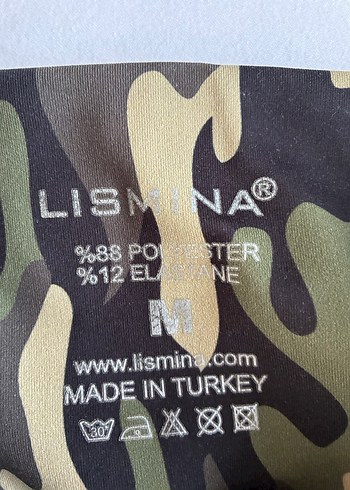 LISMINA®
%88 POLYESTER
%12 ELASTANE
M
www.lismina.com
MADE IN TURKEY
30°